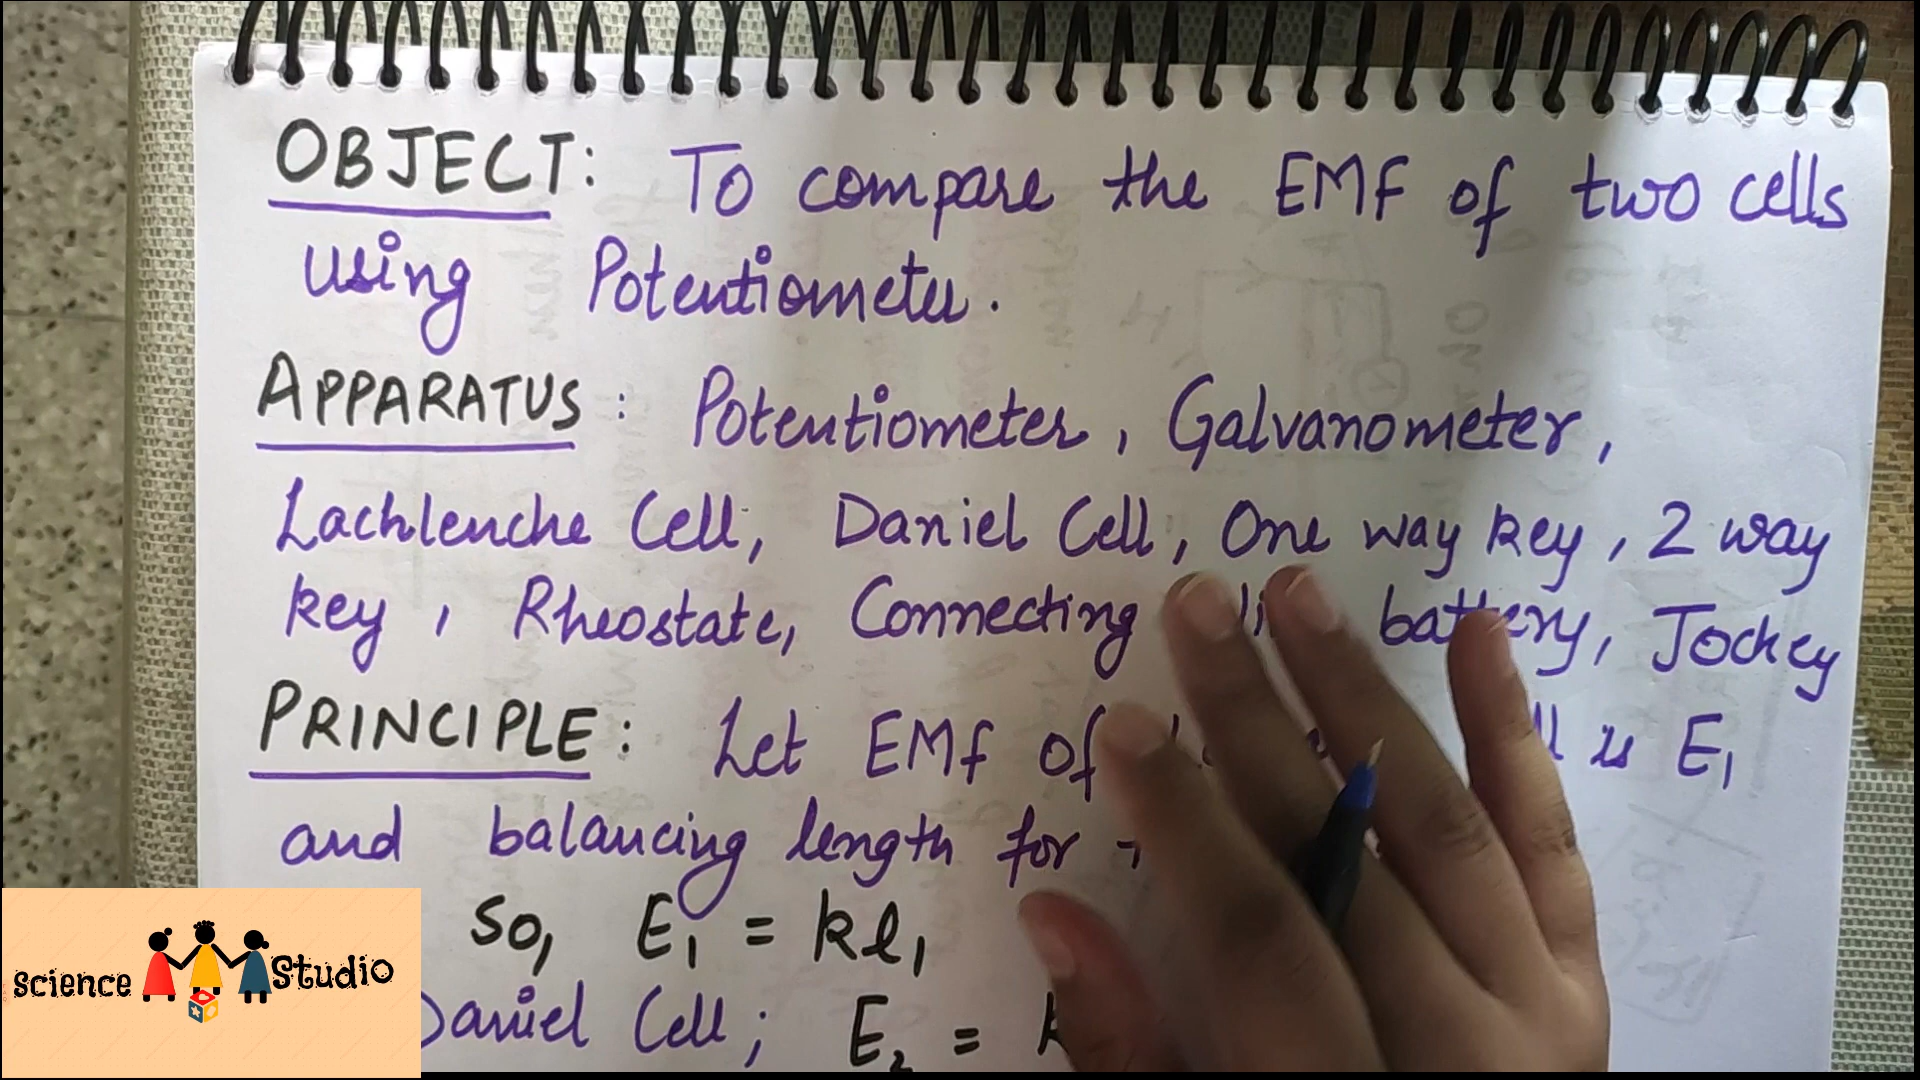 OBJECT: To compare the EMF of two cells
using Potentiometer.
APPARATUS: Potentiometer, Galvanometer,
Lachlenche Cell, Daniel Cell, One way key, 2 way
key, Rheostate, Connecting battery, Jockey
PRINCIPLE: Let EMF of is E₁
and balancing length for
So, E₁ = kl₁
Daniel Cell; E₂ =
Science Studio